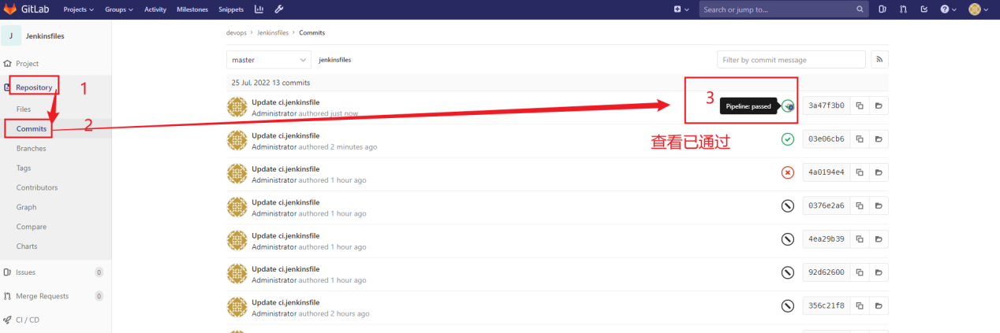 GitLab Projects Groups Activity Milestones Snippets Search or jump to...
J Jenkinsfiles
Project
Repository 1
Files
Commits 2
Branches
Tags
Contributors
Graph
Compare
Charts
Issues 0
Merge Requests 0
CI / CD
devops > Jenkinsfiles > Commits
master jenkinsfiles Filter by commit message
25 Jul, 2022 13 commits
Update ci.jenkinsfile
Administrator authored just now
3 Pipeline: passed 3a47f3b0
查看已通过
Update ci.jenkinsfile
Administrator authored 2 minutes ago
03e06cb6
Update ci.jenkinsfile
Administrator authored 1 hour ago
4a0194e4
Update ci.jenkinsfile
Administrator authored 1 hour ago
0376e2a6
Update ci.jenkinsfile
Administrator authored 1 hour ago
4ea29b39
Update ci.jenkinsfile
Administrator authored 1 hour ago
92d62600
Update ci.jenkinsfile
Administrator authored 2 hours ago
356c21f8